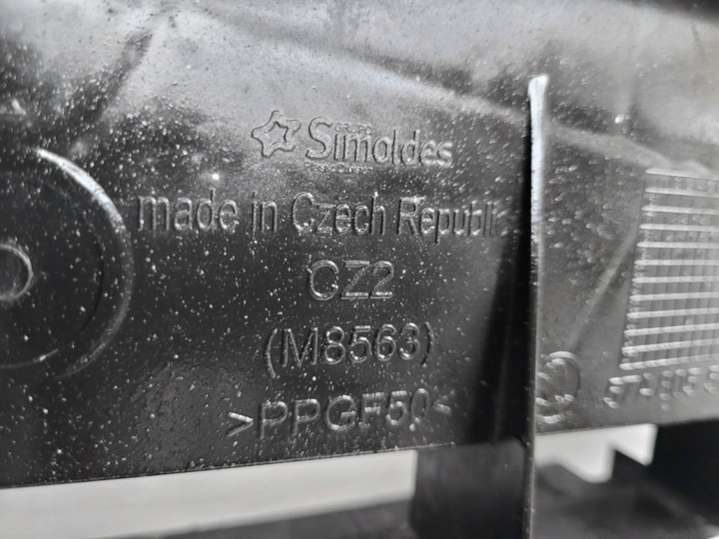 Simoldes
made in Czech Republi
CZ2
(M8563)
>PPGF50<